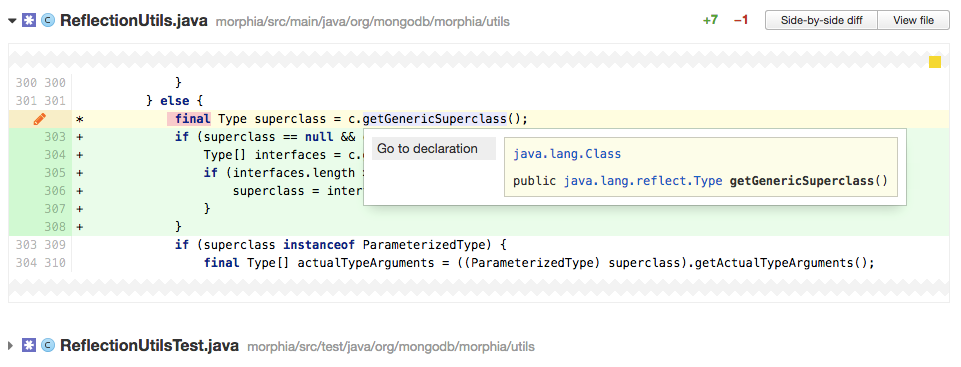 ReflectionUtils.java morphia/src/main/java/org/mongodb/morphia/utils +7 −1 Side-by-side diff View file
300 300 }
301 301 } else {
* final Type superclass = c.getGenericSuperclass();
303 + if (superclass == null &&
304 + Type[] interfaces = c.
305 + if (interfaces.length
306 + superclass = inter
307 + }
308 + }
Go to declaration
java.lang.Class
public java.lang.reflect.Type getGenericSuperclass()
303 309 if (superclass instanceof ParameterizedType) {
304 310 final Type[] actualTypeArguments = ((ParameterizedType) superclass).getActualTypeArguments();
ReflectionUtilsTest.java morphia/src/test/java/org/mongodb/morphia/utils